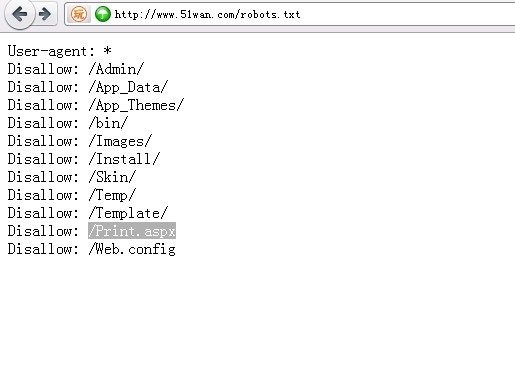 玩
http://www.51wan.com/robots.txt
User-agent: *
Disallow: /Admin/
Disallow: /App_Data/
Disallow: /App_Themes/
Disallow: /bin/
Disallow: /Images/
Disallow: /Install/
Disallow: /Skin/
Disallow: /Temp/
Disallow: /Template/
Disallow: /Print.aspx
Disallow: /Web.config